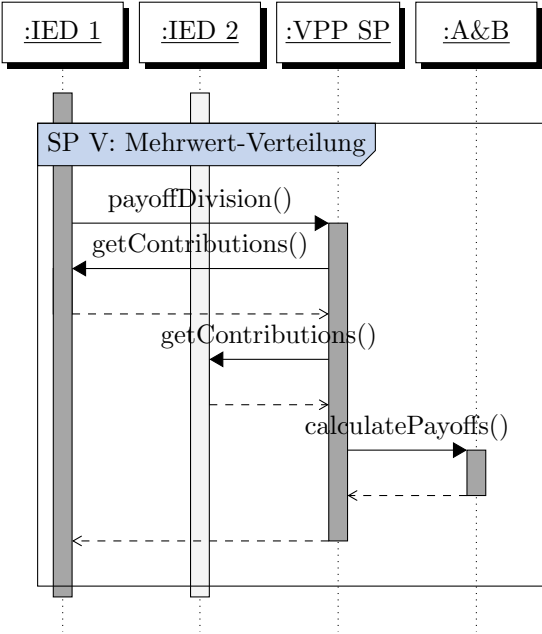 :IED 1
:IED 2
:VPP SP
:A&B
SP V: Mehrwert-Verteilung
payoffDivision()
getContributions()
getContributions()
calculatePayoffs()